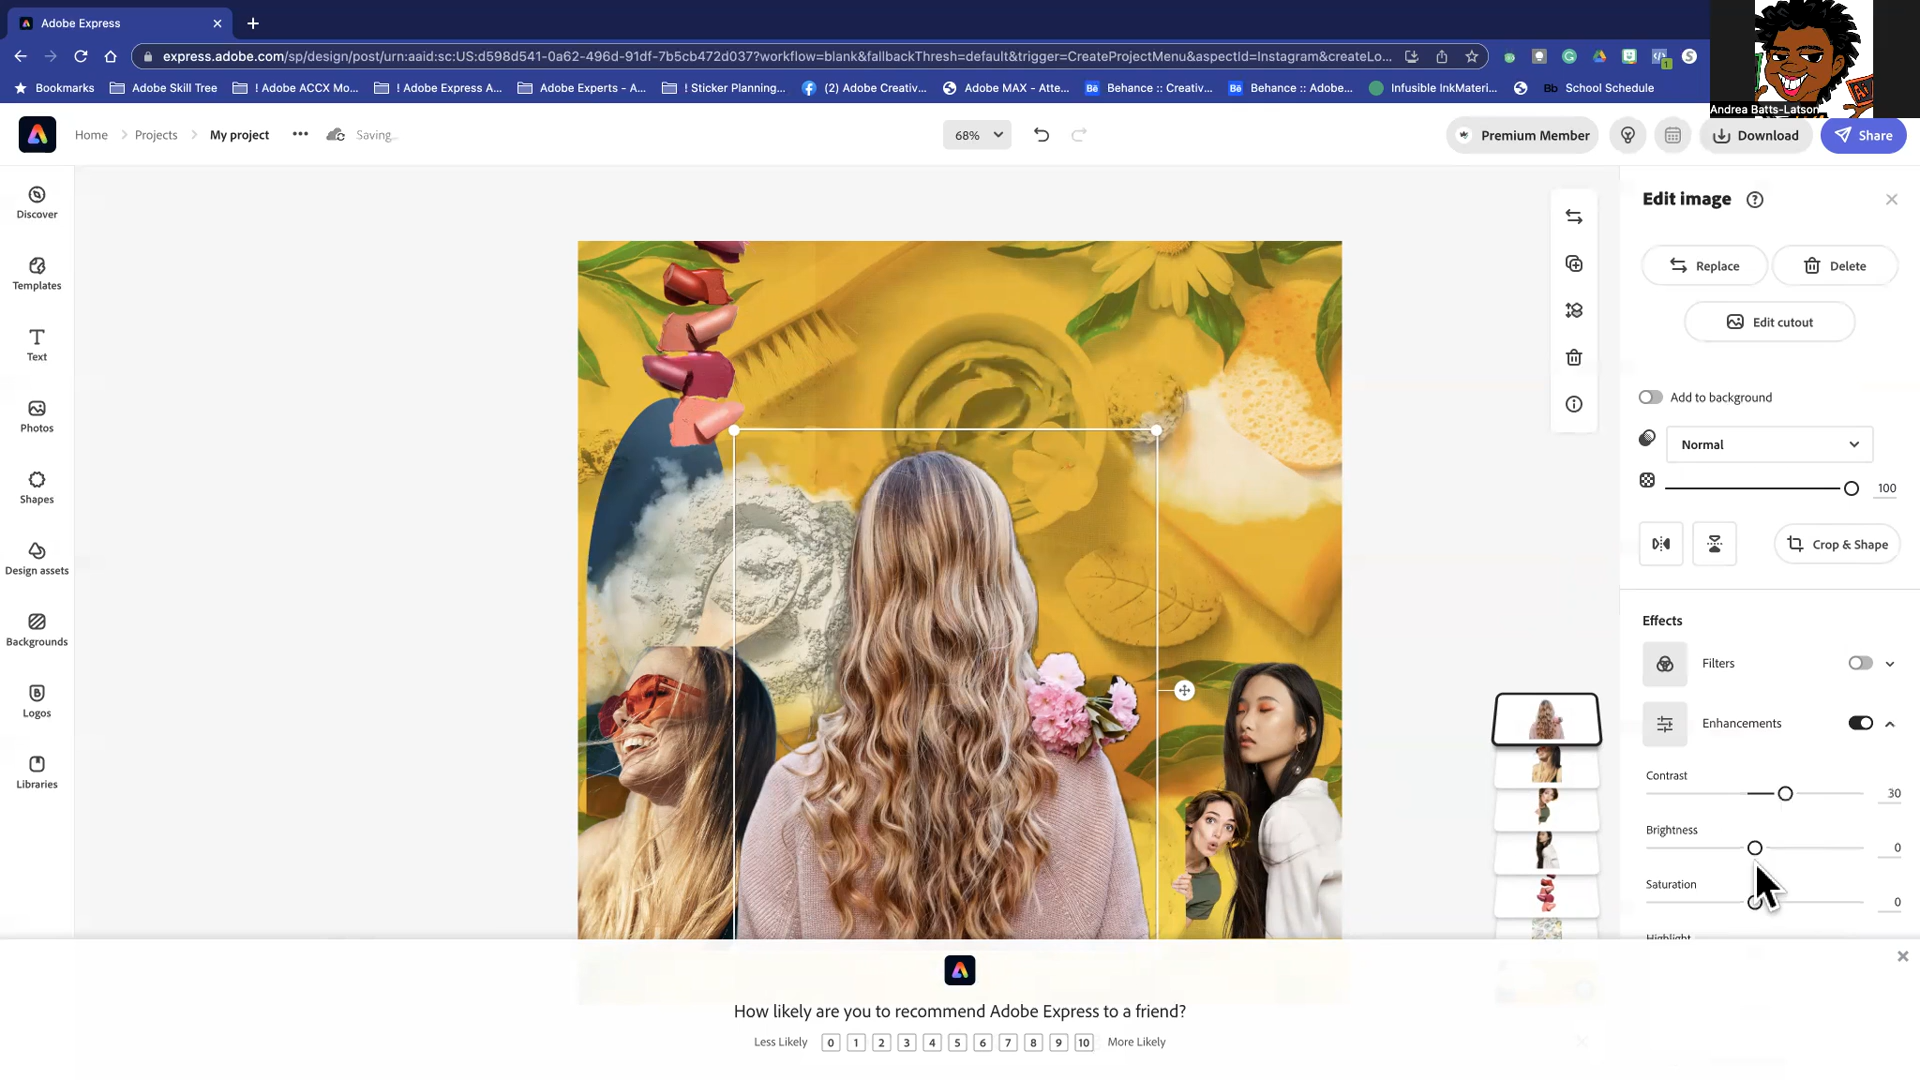 Adobe Express
express.adobe.com/sp/design/post/urn:aaid:sc:US:d598d541-0a62-496d-91df-7b5cb472d037?workflow=blank&fallbackThresh=default&trigger=CreateProjectMenu&aspectId=Instagram&createLo...
1
Bookmarks
Adobe Skill Tree
! Adobe ACCX Mo...
! Adobe Express A...
Adobe Experts - A...
! Sticker Planning...
(2) Adobe Creativ...
Adobe MAX - Atte...
Bē Behance :: Creativ...
Bē Behance :: Adobe...
Infusible InkMateri...
Bb School Schedule
Andrea Batts-Latson
Home
Projects
My project
Saving...
68%
Premium Member
Download
Share
Discover
Templates
Text
Photos
Shapes
Design assets
Backgrounds
Logos
Libraries
Edit image
Replace
Delete
Edit cutout
Add to background
Normal
100
Crop & Shape
Effects
Filters
Enhancements
Contrast
30
Brightness
0
Saturation
0
Highlight
How likely are you to recommend Adobe Express to a friend?
Less Likely 0 1 2 3 4 5 6 7 8 9 10 More Likely